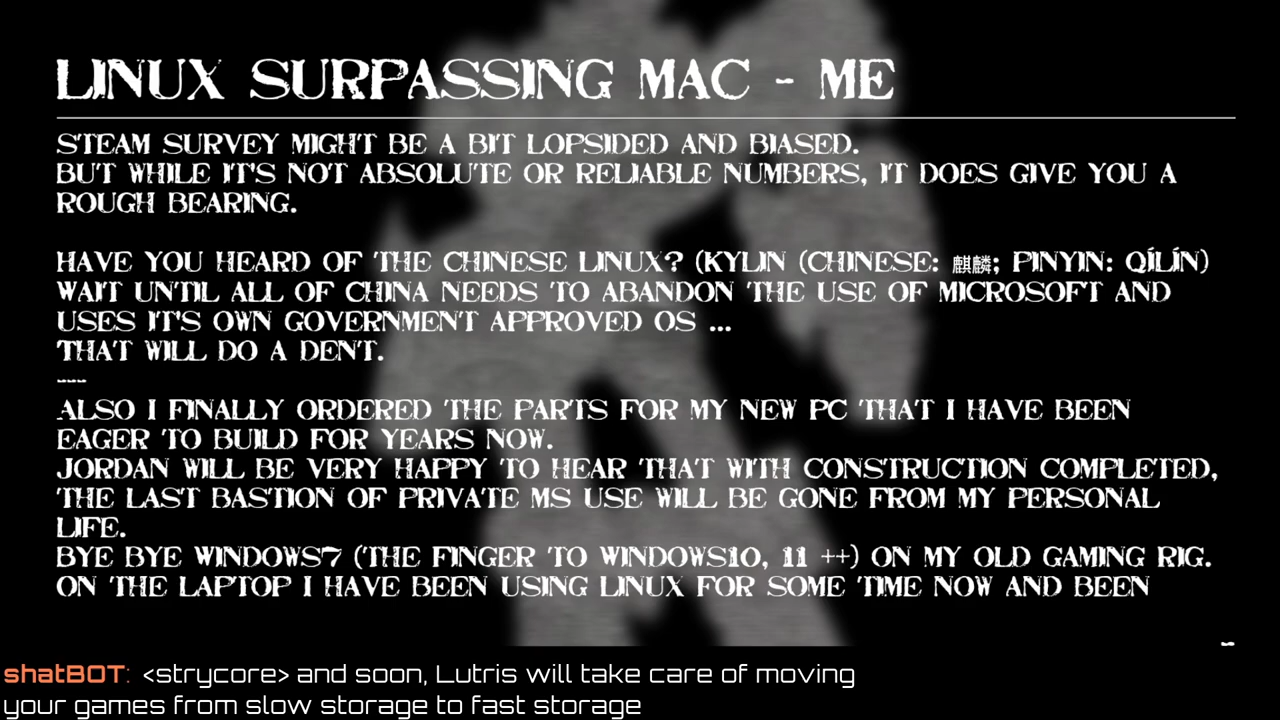 LINUX SURPASSING MAC - ME
STEAM SURVEY MIGHT BE A BIT LOPSIDED AND BIASED.
BUT WHILE IT'S NOT ABSOLUTE OR RELIABLE NUMBERS, IT DOES GIVE YOU A
ROUGH BEARING.
HAVE YOU HEARD OF THE CHINESE LINUX? (KYLIN (CHINESE: 麒麟; PINYIN: QÍLÍN)
WAIT UNTIL ALL OF CHINA NEEDS TO ABANDON THE USE OF MICROSOFT AND
USES IT'S OWN GOVERNMENT APPROVED OS ...
THAT WILL DO A DENT.
---
ALSO I FINALLY ORDERED THE PARTS FOR MY NEW PC THAT I HAVE BEEN
EAGER TO BUILD FOR YEARS NOW.
JORDAN WILL BE VERY HAPPY TO HEAR THAT WITH CONSTRUCTION COMPLETED,
THE LAST BASTION OF PRIVATE MS USE WILL BE GONE FROM MY PERSONAL
LIFE.
BYE BYE WINDOWS7 (THE FINGER TO WINDOWS10, 11 ++) ON MY OLD GAMING RIG.
ON THE LAPTOP I HAVE BEEN USING LINUX FOR SOME TIME NOW AND BEEN
shatBOT: <strycore> and soon, Lutris will take care of moving
your games from slow storage to fast storage